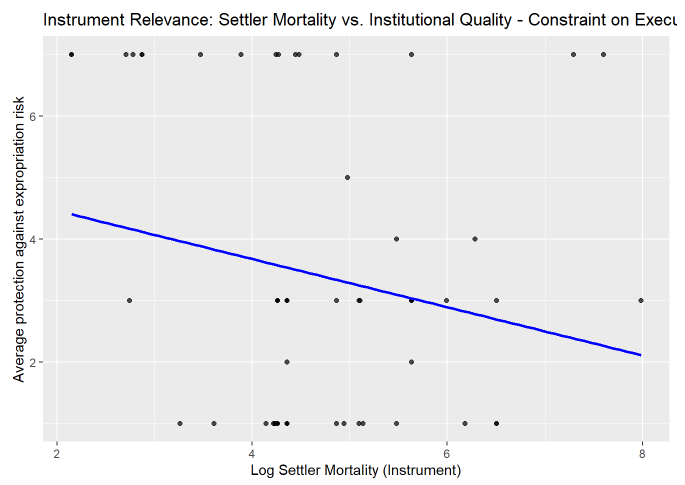 Instrument Relevance: Settler Mortality vs. Institutional Quality - Constraint on Execu
Average protection against expropriation risk
6
4
2
2
4
6
8
Log Settler Mortality (Instrument)